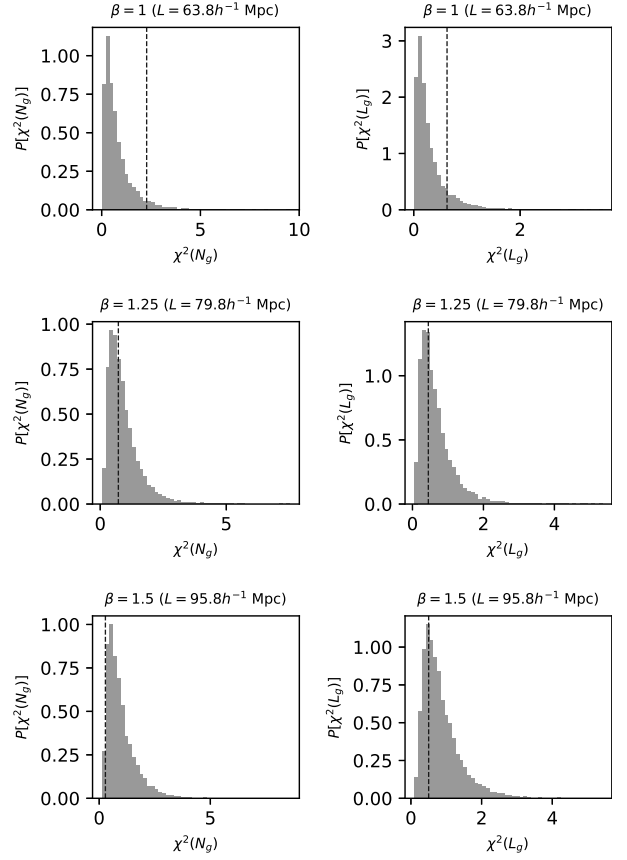 β = 1 (L = 63.8h⁻¹ Mpc)
P[χ²(N_g)]
1.00
0.75
0.50
0.25
0.00
0 5 10
χ²(N_g)
β = 1 (L = 63.8h⁻¹ Mpc)
P[χ²(L_g)]
3
2
1
0
0 2
χ²(L_g)
β = 1.25 (L = 79.8h⁻¹ Mpc)
P[χ²(N_g)]
1.00
0.75
0.50
0.25
0.00
0 5
χ²(N_g)
β = 1.25 (L = 79.8h⁻¹ Mpc)
P[χ²(L_g)]
1.0
0.5
0.0
0 2 4
χ²(L_g)
β = 1.5 (L = 95.8h⁻¹ Mpc)
P[χ²(N_g)]
1.00
0.75
0.50
0.25
0.00
0 5
χ²(N_g)
β = 1.5 (L = 95.8h⁻¹ Mpc)
P[χ²(L_g)]
1.00
0.75
0.50
0.25
0.00
0 2 4
χ²(L_g)